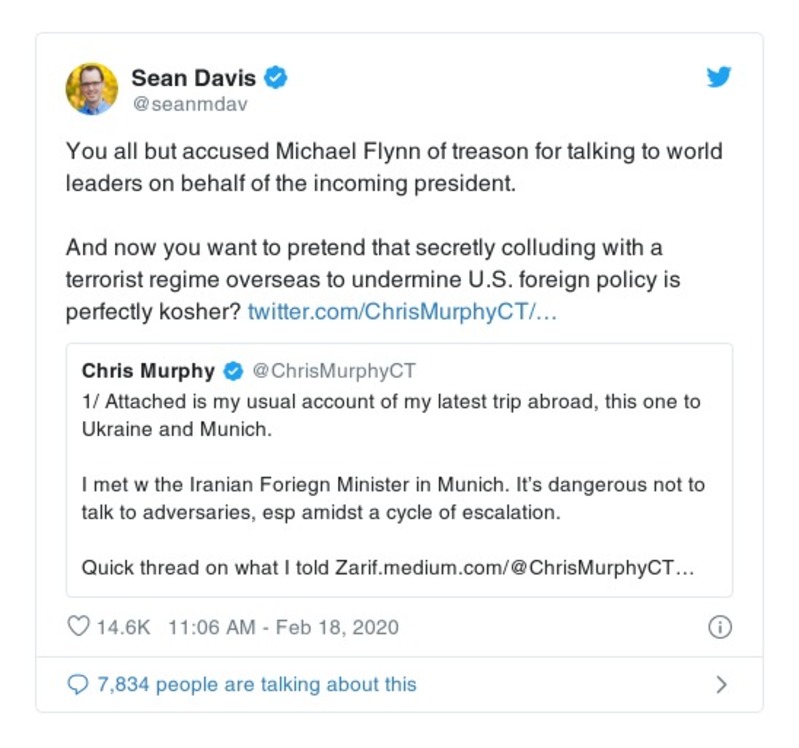 Sean Davis
@seanmdav
You all but accused Michael Flynn of treason for talking to world
leaders on behalf of the incoming president.
And now you want to pretend that secretly colluding with a
terrorist regime overseas to undermine U.S. foreign policy is
perfectly kosher? twitter.com/ChrisMurphyCT/…
Chris Murphy @ChrisMurphyCT
1/ Attached is my usual account of my latest trip abroad, this one to
Ukraine and Munich.
I met w the Iranian Foriegn Minister in Munich. It's dangerous not to
talk to adversaries, esp amidst a cycle of escalation.
Quick thread on what I told Zarif.medium.com/@ChrisMurphyCT…
14.6K 11:06 AM - Feb 18, 2020
7,834 people are talking about this